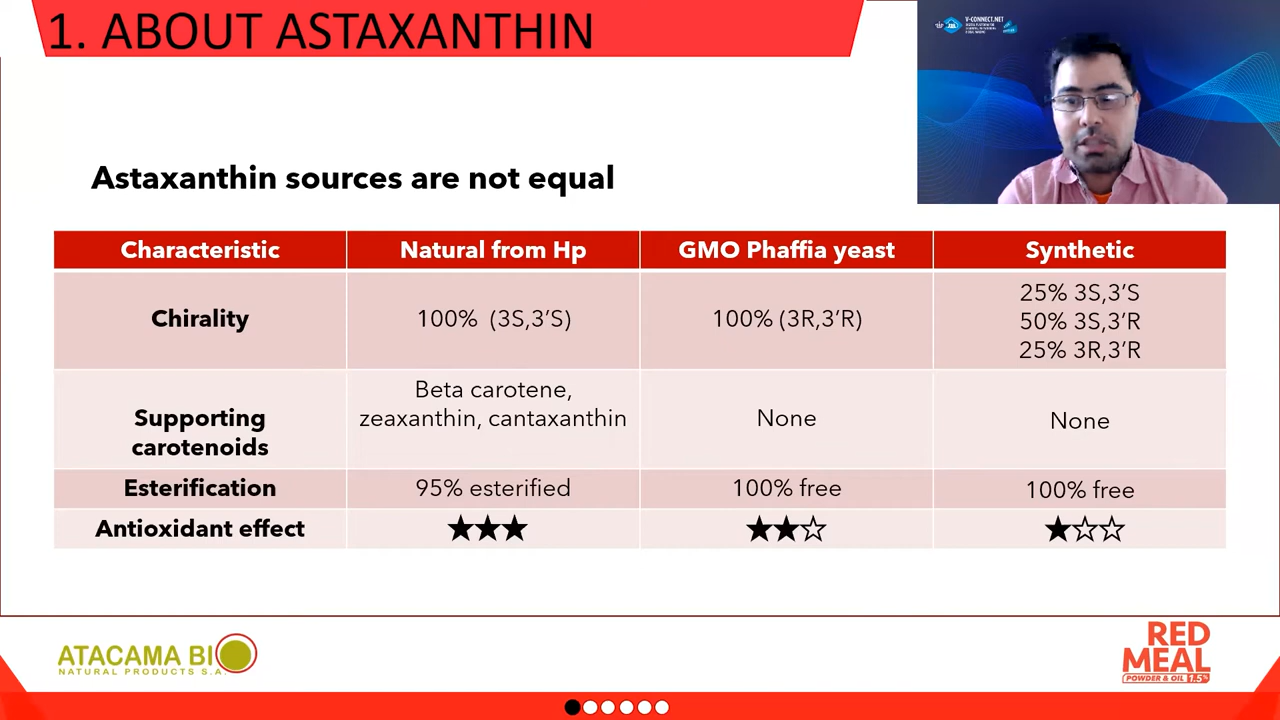 1. ABOUT ASTAXANTHIN
V-CONNECT.NET
Astaxanthin sources are not equal
Characteristic Natural from Hp GMO Phaffia yeast Synthetic
Chirality 100% (3S,3'S) 100% (3R,3'R) 25% 3S,3'S
50% 3S,3'R
25% 3R,3'R
Supporting carotenoids Beta carotene, zeaxanthin, cantaxanthin None None
Esterification 95% esterified 100% free 100% free
Antioxidant effect ★★★ ★★☆ ★☆☆
ATACAMA BIO
NATURAL PRODUCTS S.A.
RED
MEAL
POWDER & OIL 1.5%